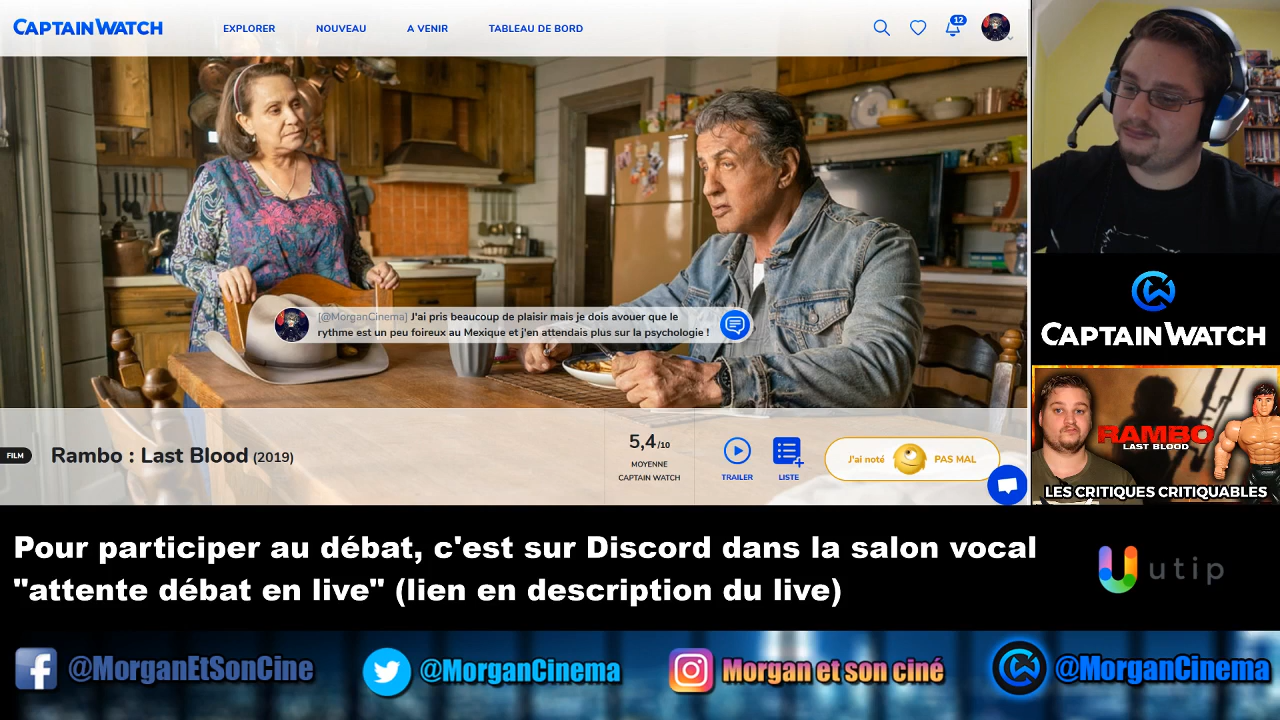 CAPTAIN WATCH
EXPLORER
NOUVEAU
A VENIR
TABLEAU DE BORD
12
[@MorganCinema] J'ai pris beaucoup de plaisir mais je dois avouer que le
rythme est un peu foireux au Mexique et j'en attendais plus sur la psychologie !
FILM
Rambo : Last Blood (2019)
5,4/10
MOYENNE
CAPTAIN WATCH
TRAILER
LISTE
J'ai noté PAS MAL
CAPTAIN WATCH
RAMBO
LAST BLOOD
LES CRITIQUES CRITIQUABLES
Pour participer au débat, c'est sur Discord dans la salon vocal
"attente débat en live" (lien en description du live)
utip
@MorganEtSonCine
@MorganCinema
Morgan et son ciné
@MorganCinema